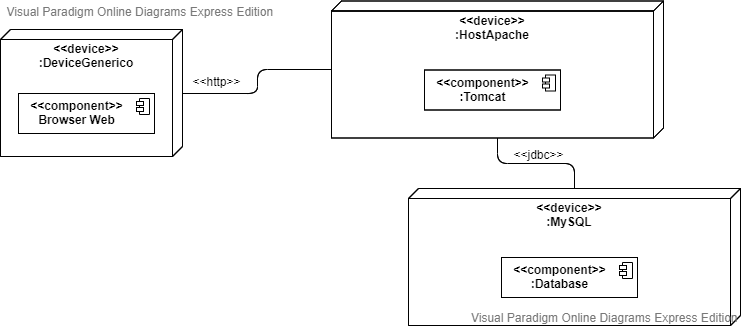 Visual Paradigm Online Diagrams Express Edition
<<device>>
:DeviceGenerico
<<component>>
Browser Web
<<http>>
<<device>>
:HostApache
<<component>>
:Tomcat
<<jdbc>>
<<device>>
:MySQL
<<component>>
:Database
Visual Paradigm Online Diagrams Express Edition